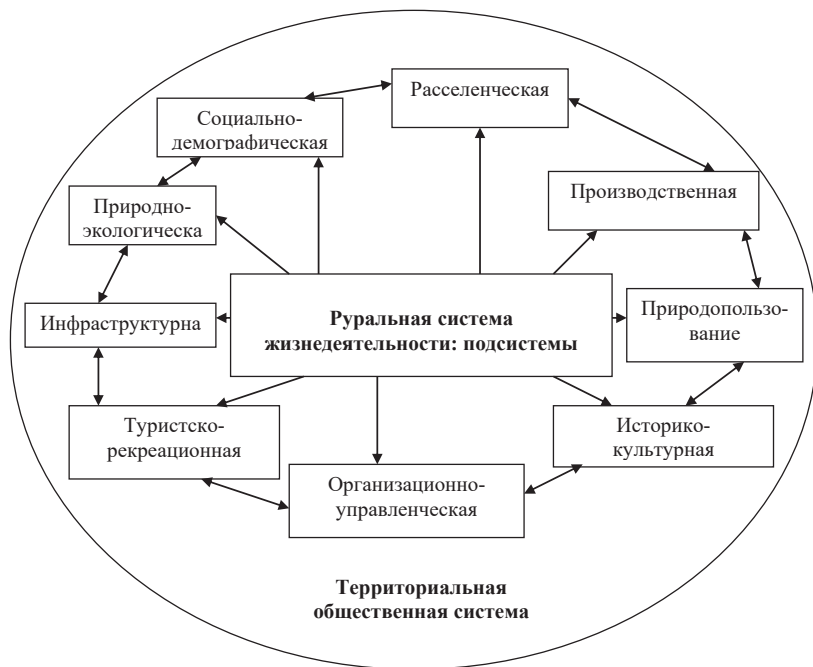 Расселенческая
Социально-
демографическая
Производственная
Природно-
экологическа
Руральная система
жизнедеятельности: подсистемы
Инфраструктурна
Природопользо-
вание
Туристско-
рекреационная
Историко-
культурная
Организационно-
управленческая
Территориальная
общественная система